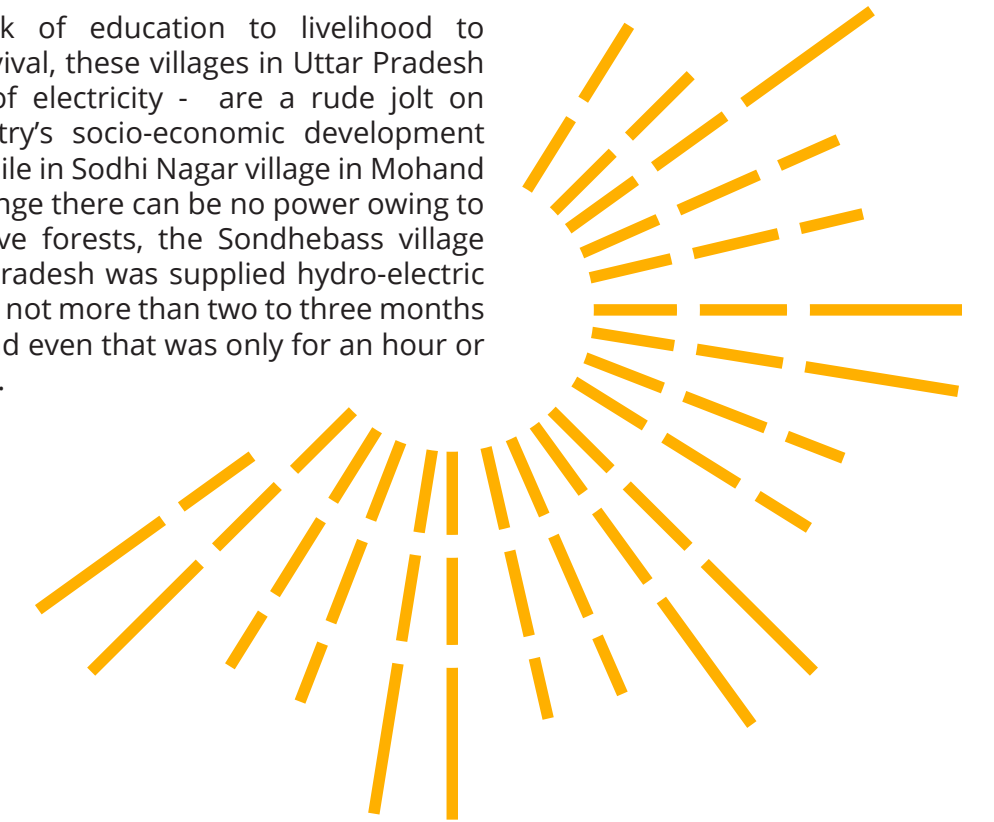 k of education to livelihood to
vival, these villages in Uttar Pradesh
of electricity - are a rude jolt on
try's socio-economic development
ile in Sodhi Nagar village in Mohand
nge there can be no power owing to
ve forests, the Sondhebass village
radesh was supplied hydro-electric
not more than two to three months
d even that was only for an hour or
.